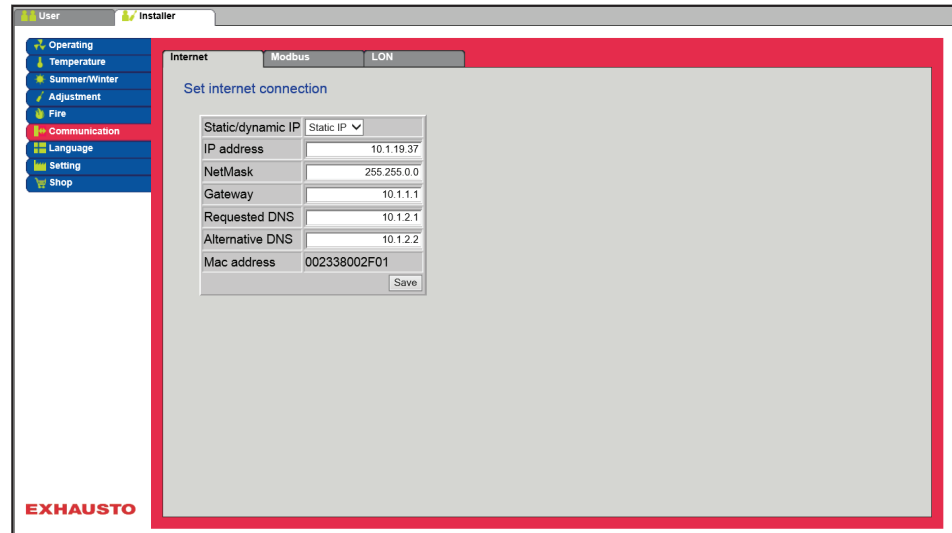 User Installer
Operating
Temperature
Summer/Winter
Adjustment
Fire
Communication
Language
Setting
Shop
Internet Modbus LON
Set internet connection
Static/dynamic IP Static IP
IP address 10.1.19.37
NetMask 255.255.0.0
Gateway 10.1.1.1
Requested DNS 10.1.2.1
Alternative DNS 10.1.2.2
Mac address 002338002F01
Save
EXHAUSTO